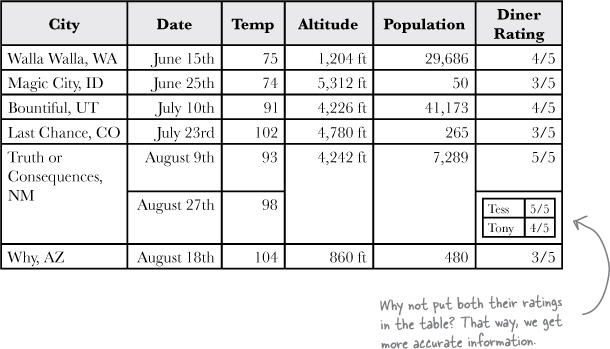 City Date Temp Altitude Population Diner Rating
Walla Walla, WA June 15th 75 1,204 ft 29,686 4/5
Magic City, ID June 25th 74 5,312 ft 50 3/5
Bountiful, UT July 10th 91 4,226 ft 41,173 4/5
Last Chance, CO July 23rd 102 4,780 ft 265 3/5
Truth or August 9th 93 4,242 ft 7,289 5/5
Consequences,
NM
August 27th 98
Tess 5/5
Tony 4/5
Why, AZ August 18th 104 860 ft 480 3/5
Why not put both their ratings
in the table? That way, we get
more accurate information.